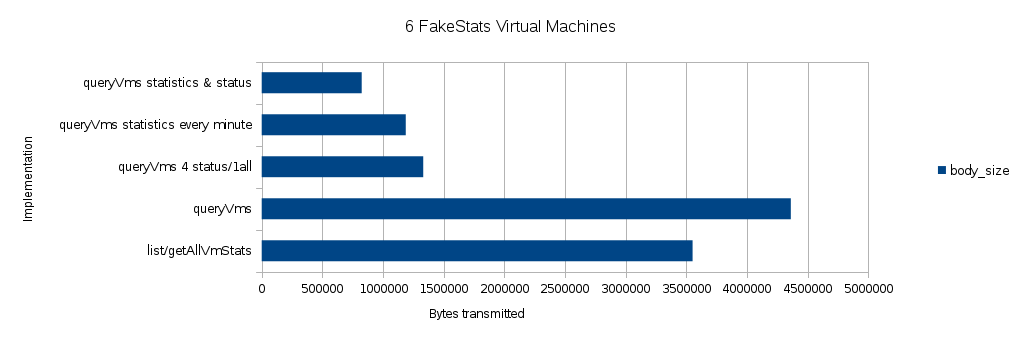 6 FakeStats Virtual Machines
queryVms statistics & status
queryVms statistics every minute
queryVms 4 status/1all
queryVms
list/getAllVmStats
Implementation
body_size
0 500000 1000000 1500000 2000000 2500000 3000000 3500000 4000000 4500000 5000000
Bytes transmitted